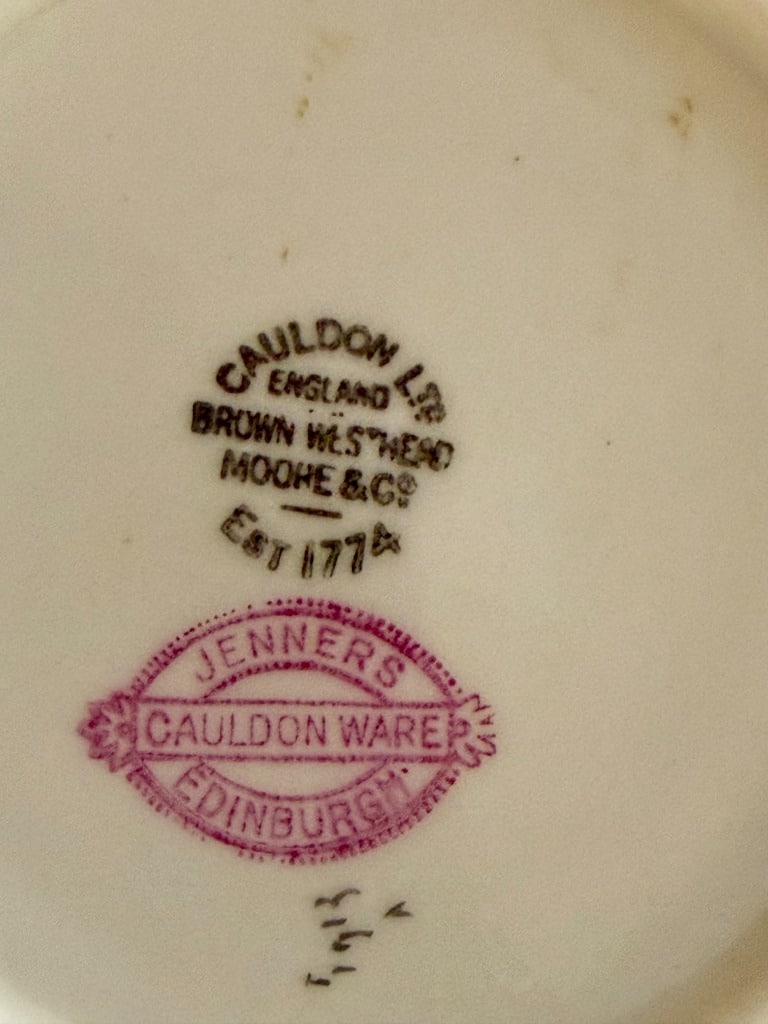 CAULDON LTD
ENGLAND
BROWN WESTHEAD
MOORE & CO
EST 1774
JENNERS
CAULDON WARE
EDINBURGH